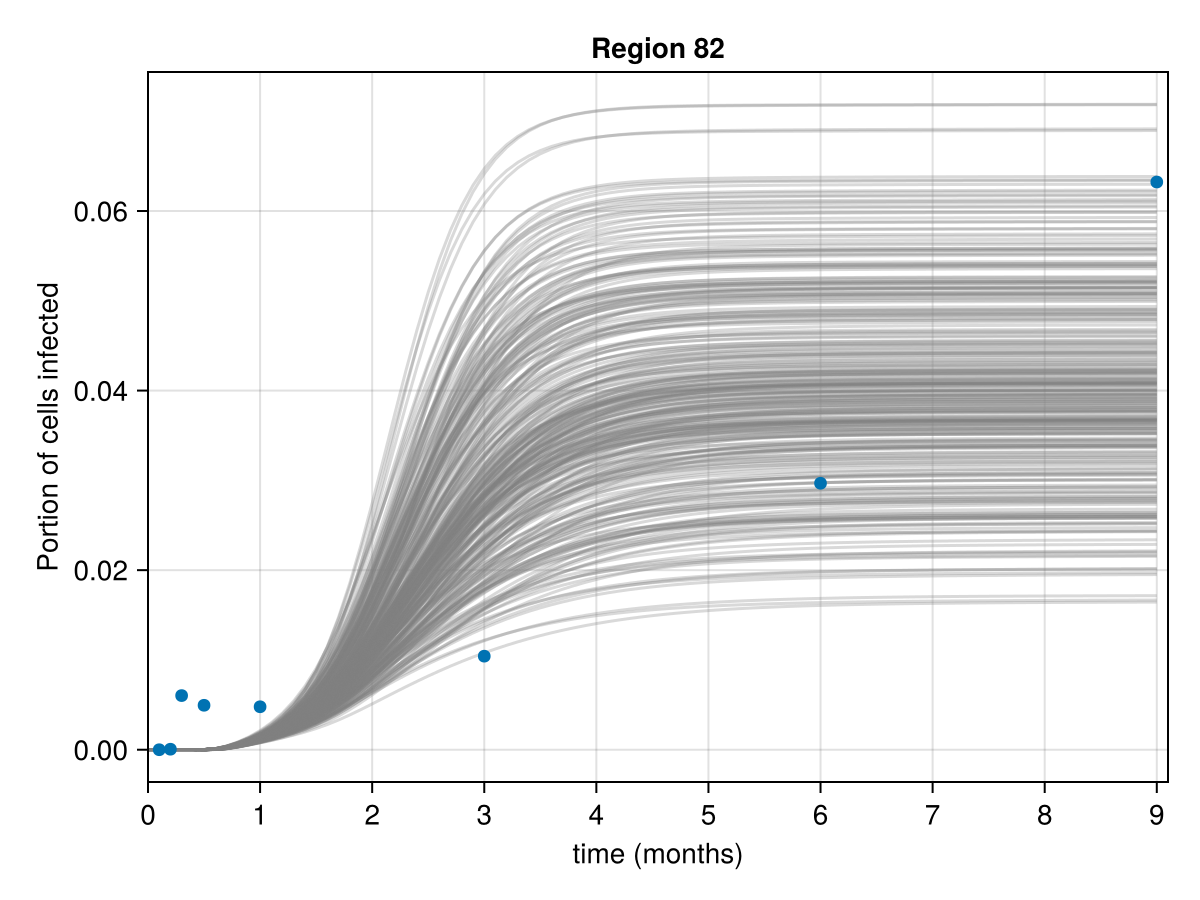 Region 82
Portion of cells infected
0.06
0.04
0.02
0.00
0 1 2 3 4 5 6 7 8 9
time (months)